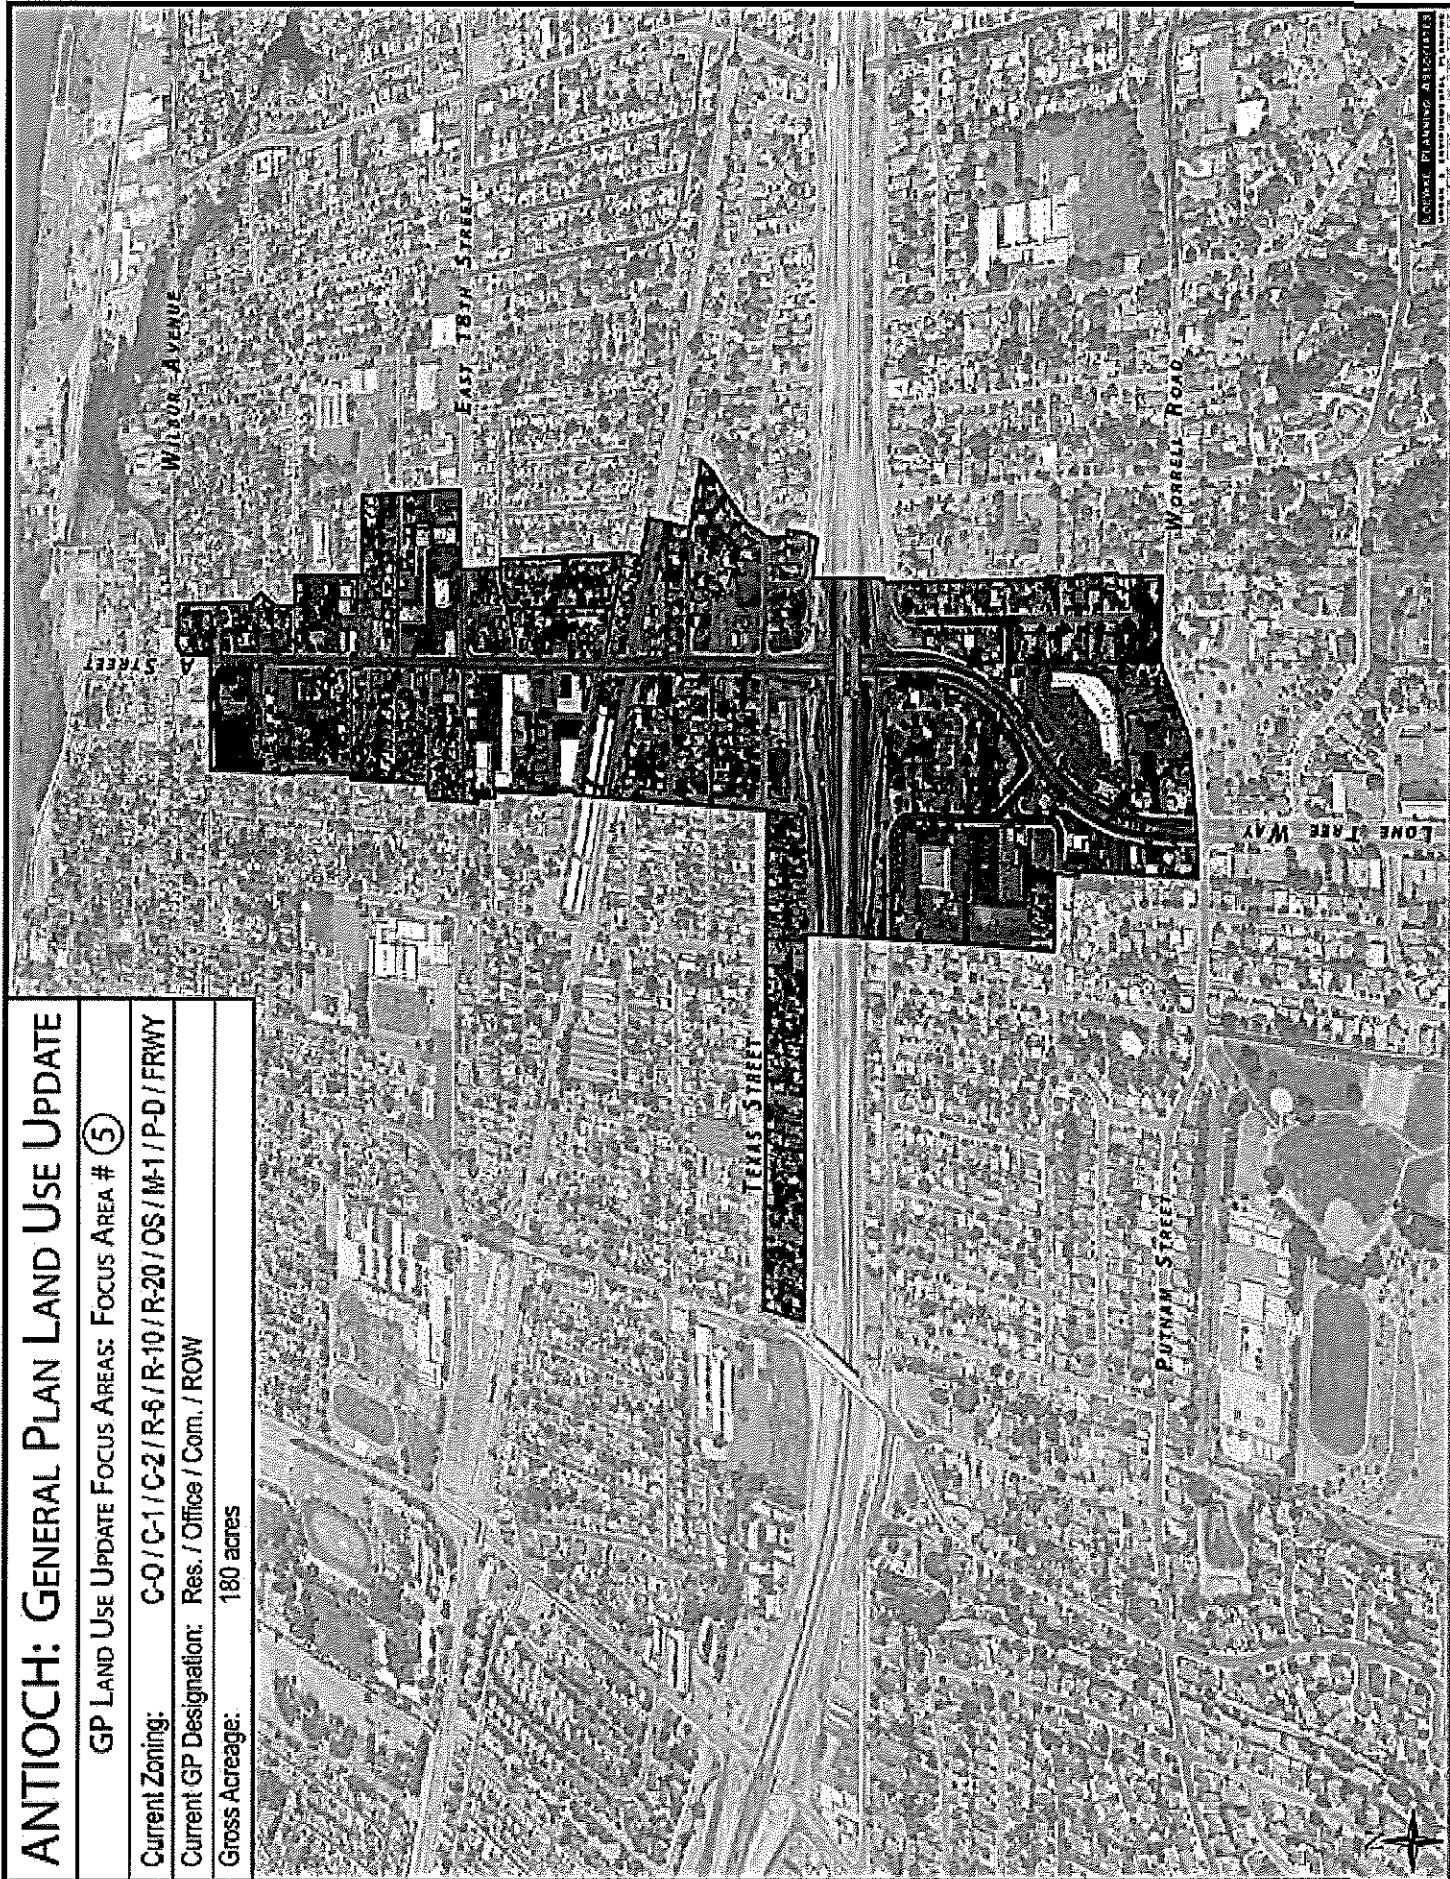 ANTIOCH: GENERAL PLAN LAND USE UPDATE
GP LAND USE UPDATE FOCUS AREAS: FOCUS AREA # 5
Current Zoning: C-O / C-1 / C-2 / R-6 / R-10 / R-20 / OS / M-1 / P-D / FRWY
Current GP Designation: Res. / Office / Com. / ROW
Gross Acreage: 180 acres
WILBUR AVENUE
A STREET
EAST 18TH STREET
TEXAS STREET
WORRELL ROAD
PUTNAM STREET
LONE TREE WAY